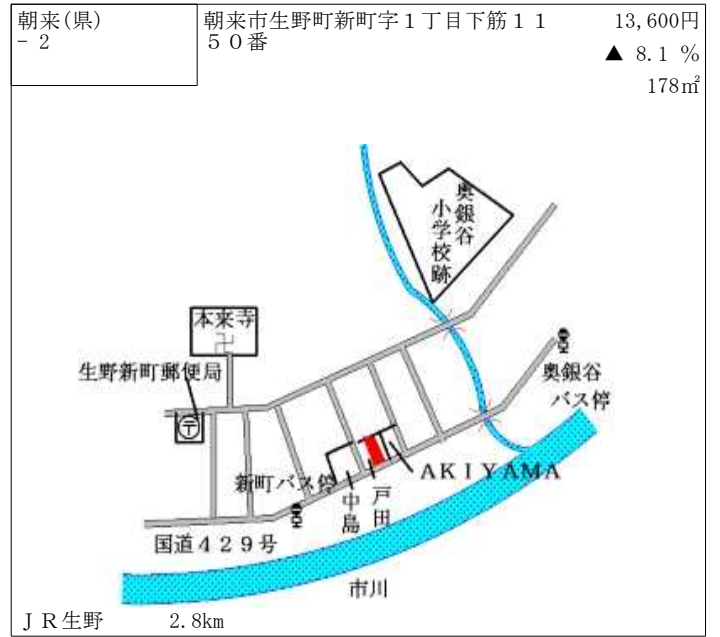 朝来(県)
－2
朝来市生野町新町字１丁目下筋１１
５０番
13,600円
▲ 8.1 %
178㎡
奥銀谷
小学校跡
本来寺
生野新町郵便局
〒
奥銀谷
バス停
新町バス停
中島
戸田
ＡＫＩＹＡＭＡ
国道４２９号
市川
ＪＲ生野
2.8km